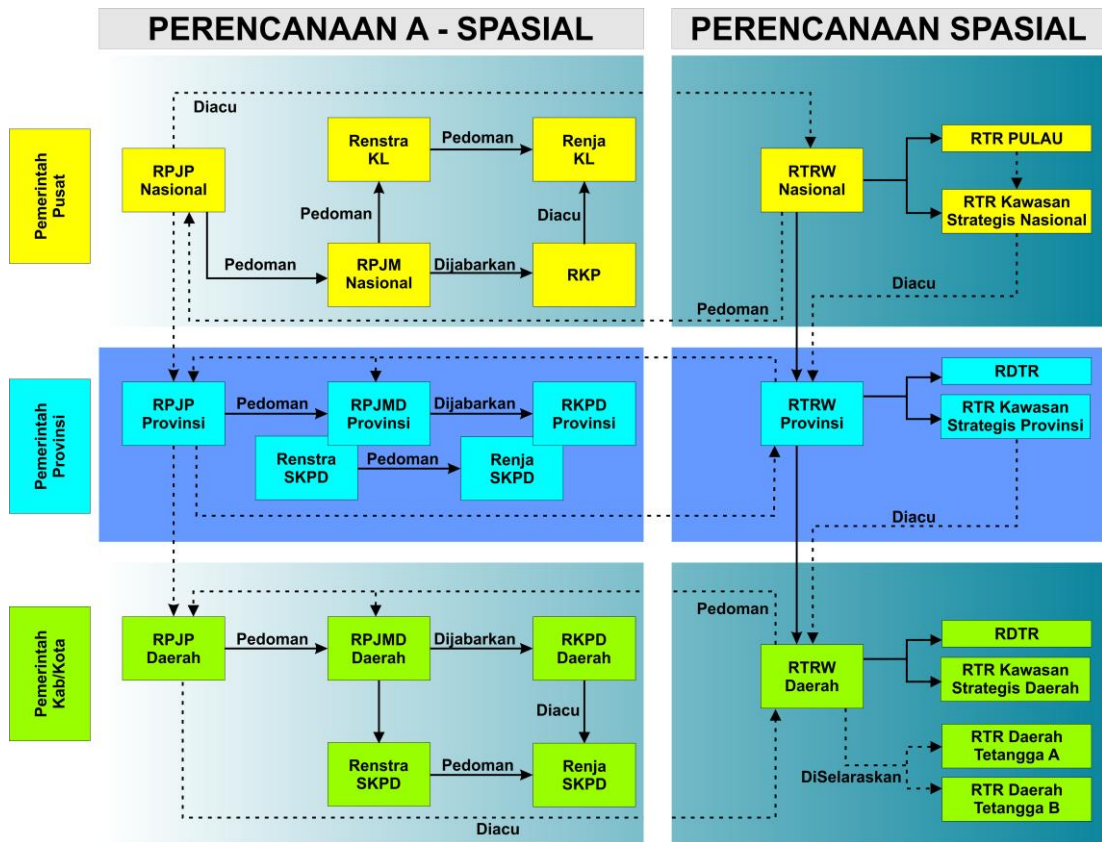 PERENCANAAN A - SPASIAL
PERENCANAAN SPASIAL
Pemerintah
Pusat
Diacu
RPJP
Nasional
Renstra
KL
Pedoman
Renja
KL
Pedoman
Diacu
Pedoman
RPJM
Nasional
Dijabarkan
RKP
RTRW
Nasional
RTR PULAU
RTR Kawasan
Strategis Nasional
Diacu
Pedoman
Pemerintah
Provinsi
RPJP
Provinsi
Pedoman
RPJMD
Provinsi
Dijabarkan
RKPD
Provinsi
Renstra
SKPD
Pedoman
Renja
SKPD
RTRW
Provinsi
RDTR
RTR Kawasan
Strategis Provinsi
Diacu
Pemerintah
Kab/Kota
RPJP
Daerah
Pedoman
RPJMD
Daerah
Dijabarkan
RKPD
Daerah
Diacu
Renstra
SKPD
Pedoman
Renja
SKPD
Diacu
Pedoman
RTRW
Daerah
RDTR
RTR Kawasan
Strategis Daerah
DiSelaraskan
RTR Daerah
Tetangga A
RTR Daerah
Tetangga B